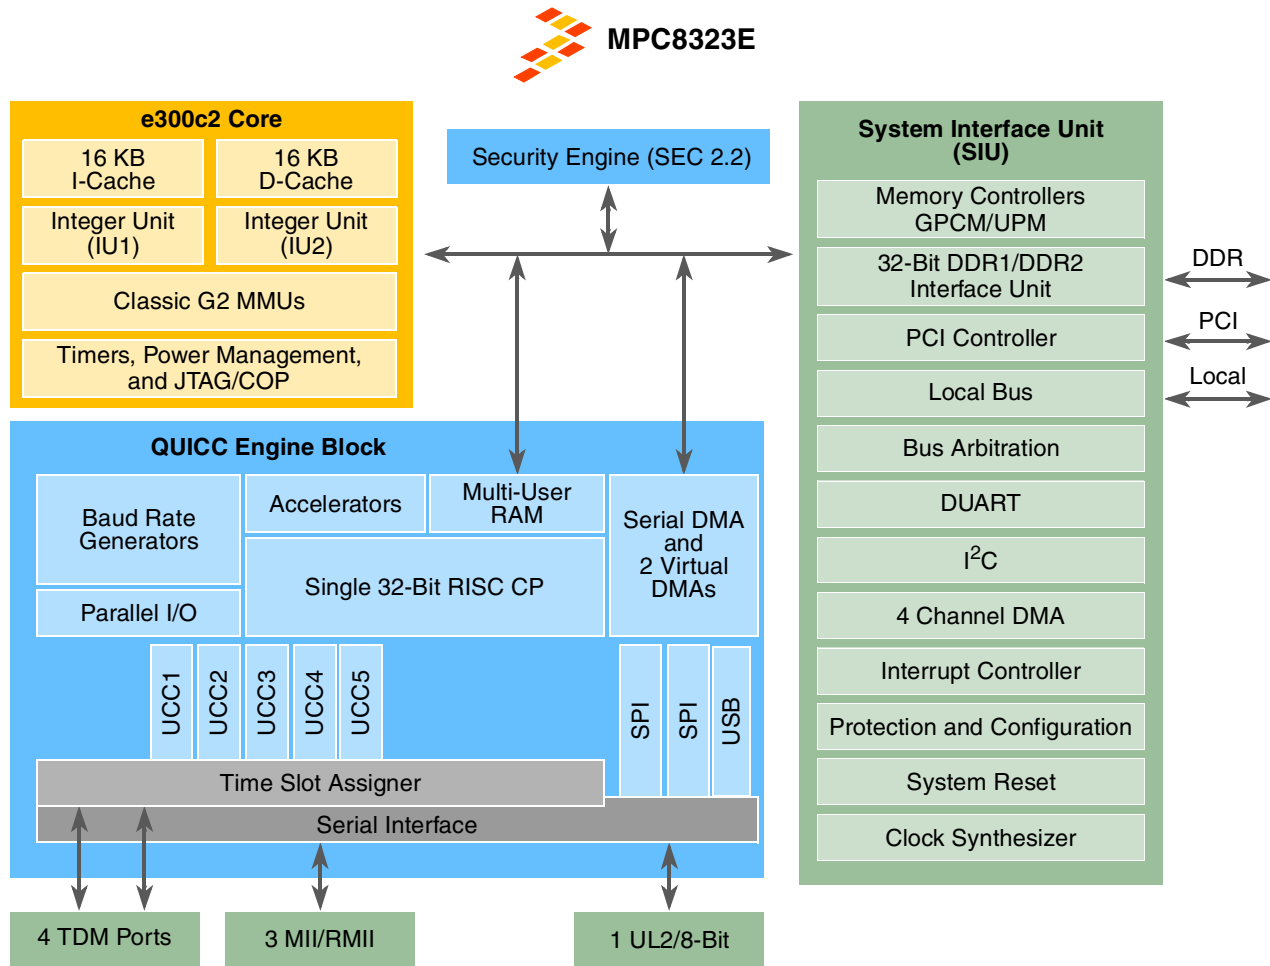 MPC8323E
e300c2 Core
16 KB
I-Cache
16 KB
D-Cache
Integer Unit
(IU1)
Integer Unit
(IU2)
Classic G2 MMUs
Timers, Power Management,
and JTAG/COP
Security Engine (SEC 2.2)
System Interface Unit
(SIU)
Memory Controllers
GPCM/UPM
32-Bit DDR1/DDR2
Interface Unit
PCI Controller
Local Bus
Bus Arbitration
DUART
I²C
4 Channel DMA
Interrupt Controller
Protection and Configuration
System Reset
Clock Synthesizer
DDR
PCI
Local
QUICC Engine Block
Baud Rate
Generators
Parallel I/O
Accelerators
Multi-User
RAM
Single 32-Bit RISC CP
Serial DMA
and
2 Virtual
DMAs
UCC1
UCC2
UCC3
UCC4
UCC5
SPI
SPI
USB
Time Slot Assigner
Serial Interface
4 TDM Ports
3 MII/RMII
1 UL2/8-Bit